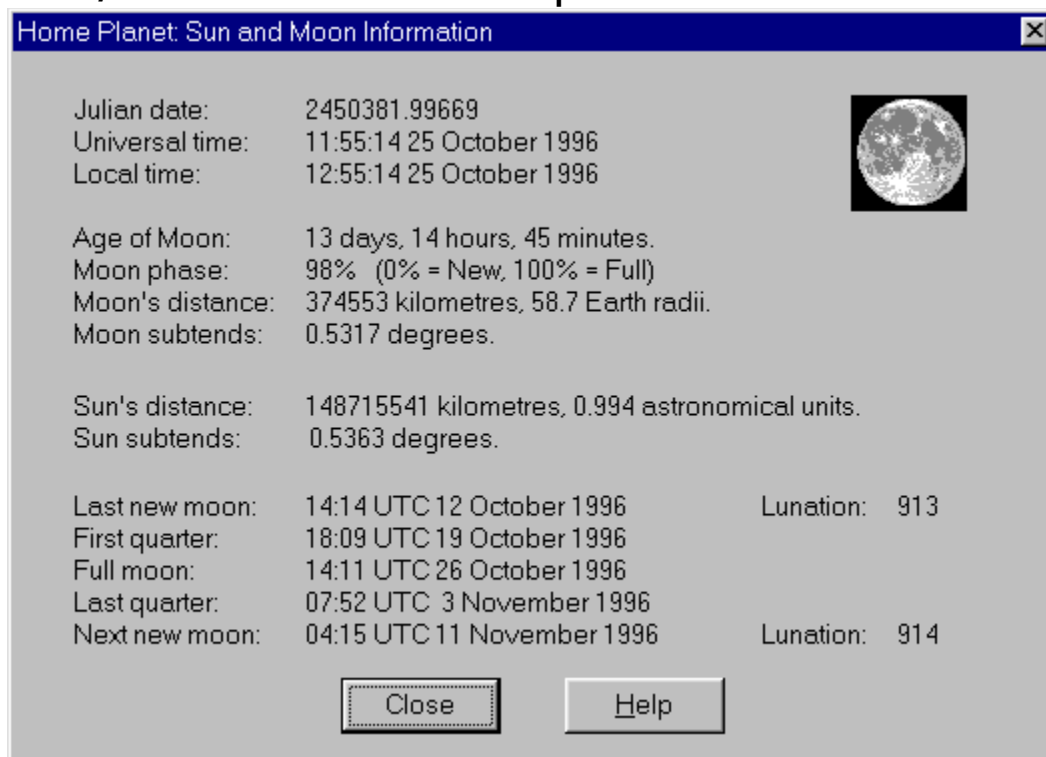 Home Planet: Sun and Moon Information
Julian date: 2450381.99669
Universal time: 11:55:14 25 October 1996
Local time: 12:55:14 25 October 1996
Age of Moon: 13 days, 14 hours, 45 minutes.
Moon phase: 98% (0% = New, 100% = Full)
Moon's distance: 374553 kilometres, 58.7 Earth radii.
Moon subtends: 0.5317 degrees.
Sun's distance: 148715541 kilometres, 0.994 astronomical units.
Sun subtends: 0.5363 degrees.
Last new moon: 14:14 UTC 12 October 1996 Lunation: 913
First quarter: 18:09 UTC 19 October 1996
Full moon: 14:11 UTC 26 October 1996
Last quarter: 07:52 UTC 3 November 1996
Next new moon: 04:15 UTC 11 November 1996 Lunation: 914
Close Help